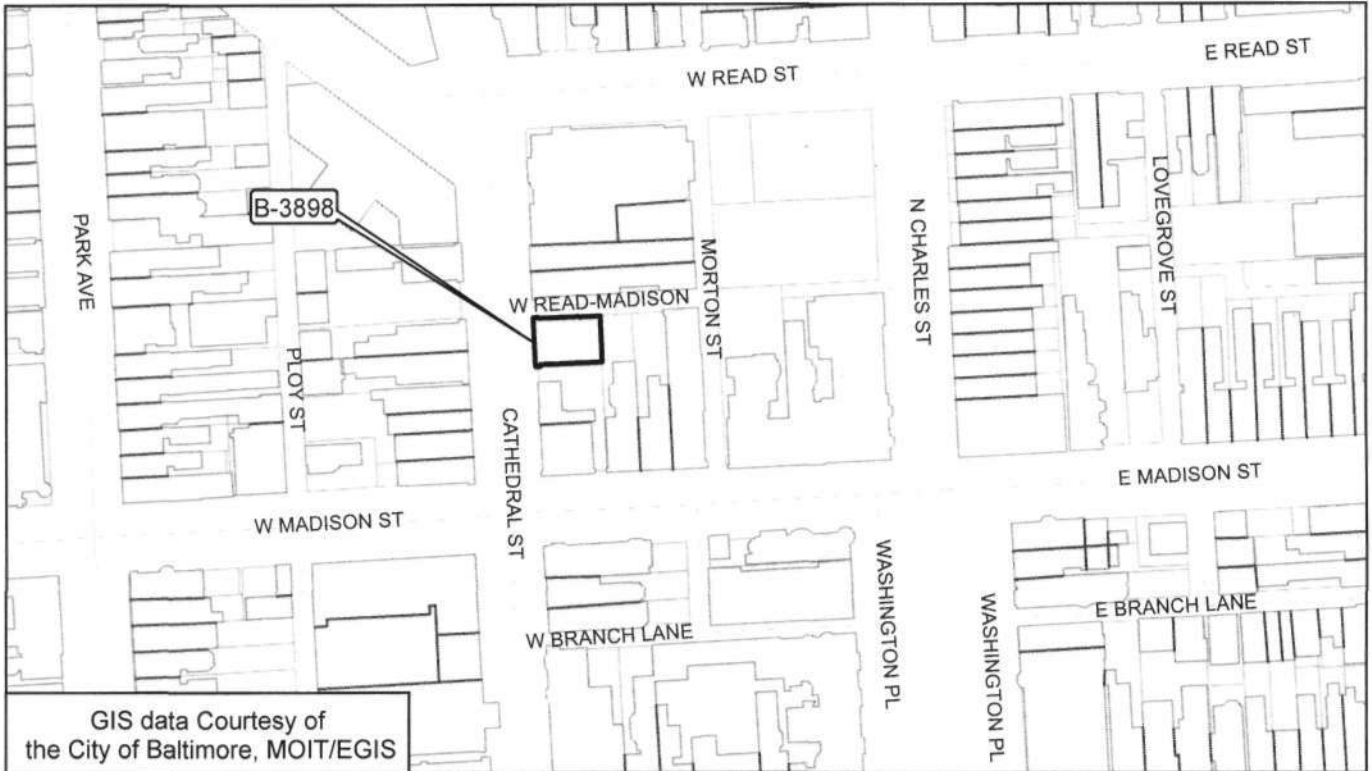 W READ ST
E READ ST
B-3898
PARK AVE
PLOY ST
W READ-MADISON
MORTON ST
N CHARLES ST
LOVEGROVE ST
CATHEDRAL ST
W MADISON ST
E MADISON ST
W BRANCH LANE
WASHINGTON PL
WASHINGTON PL
E BRANCH LANE
GIS data Courtesy of
the City of Baltimore, MOIT/EGIS